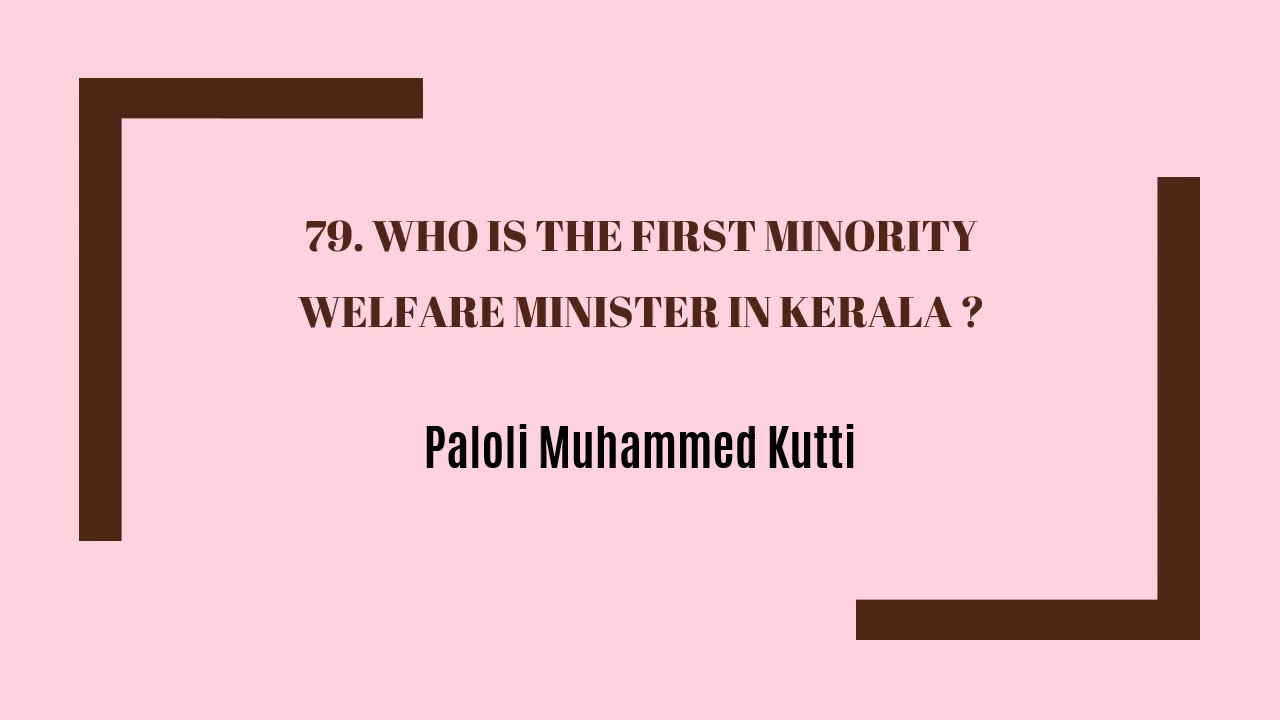 79. WHO IS THE FIRST MINORITY
WELFARE MINISTER IN KERALA ?
Paloli Muhammed Kutti